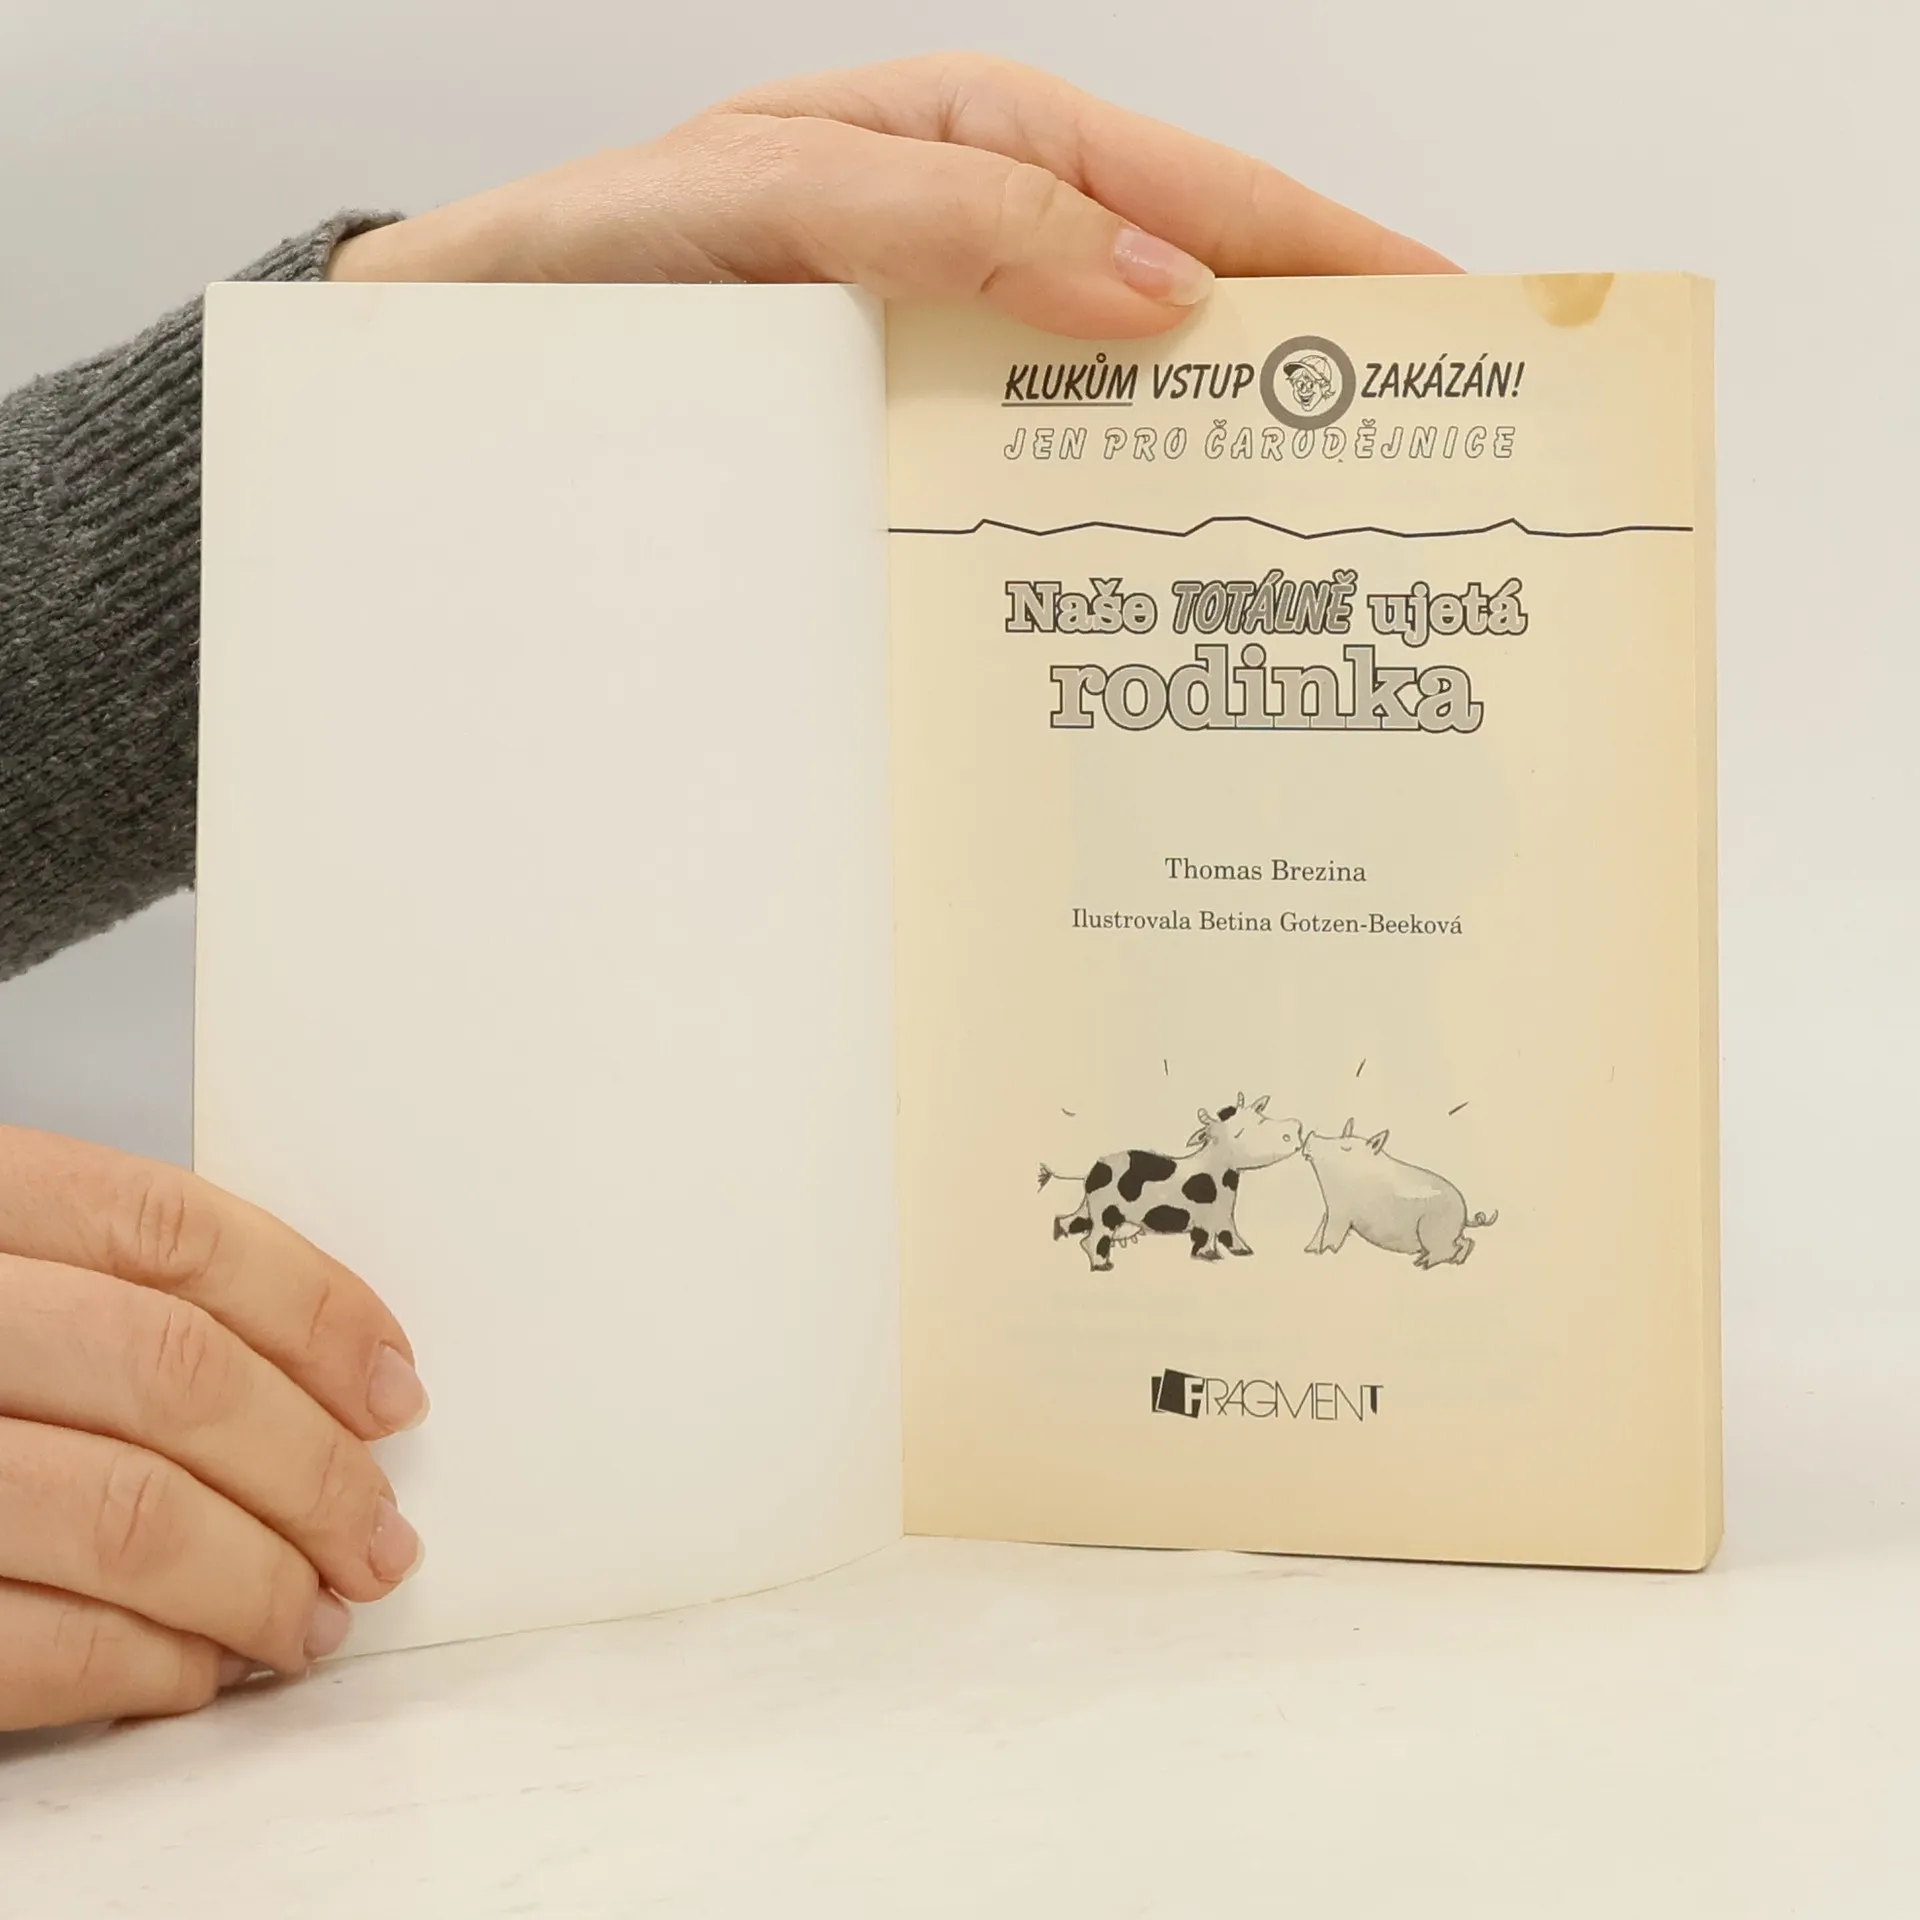 KLUKŮM VSTUP ZAKÁZÁN!
JEN PRO ČARODĚJNICE
Naše TOTÁLNĚ ujetá
rodinka
Thomas Brezina
Ilustrovala Betina Gotzen-Beeková
FRAGMENT